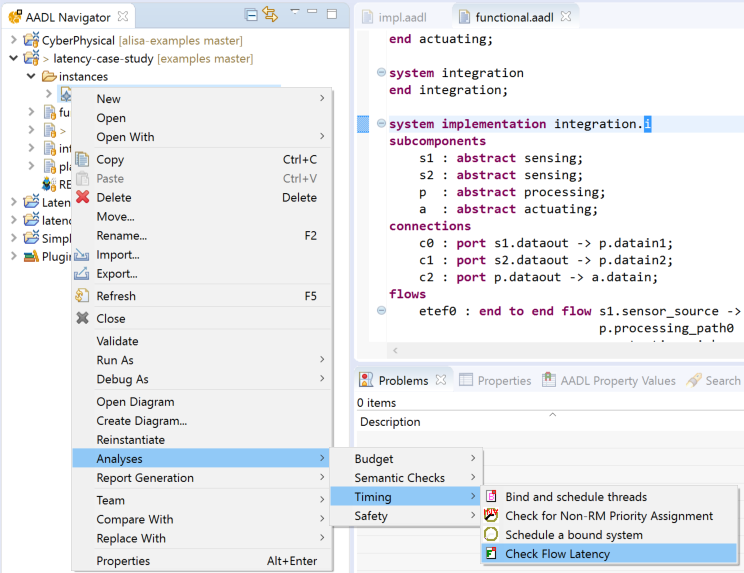 AADL Navigator
CyberPhysical [alisa-examples master]
> latency-case-study [examples master]
instances
fu
>
int
pla
RE
Laten
latenc
Simpl
Plugin
New
Open
Open With
Copy Ctrl+C
Paste Ctrl+V
Delete Delete
Move...
Rename... F2
Import...
Export...
Refresh F5
Close
Validate
Run As
Debug As
Open Diagram
Create Diagram...
Reinstantiate
Analyses
Report Generation
Team
Compare With
Replace With
Properties Alt+Enter
Budget
Semantic Checks
Timing
Safety
Bind and schedule threads
Check for Non-RM Priority Assignment
Schedule a bound system
Check Flow Latency
impl.aadl
functional.aadl
end actuating;
system integration
end integration;
system implementation integration.i
subcomponents
s1 : abstract sensing;
s2 : abstract sensing;
p : abstract processing;
a : abstract actuating;
connections
c0 : port s1.dataout -> p.datain1;
c1 : port s2.dataout -> p.datain2;
c2 : port p.dataout -> a.datain;
flows
etef0 : end to end flow s1.sensor_source ->
p.processing_path0
Problems
Properties
AADL Property Values
Search
0 items
Description